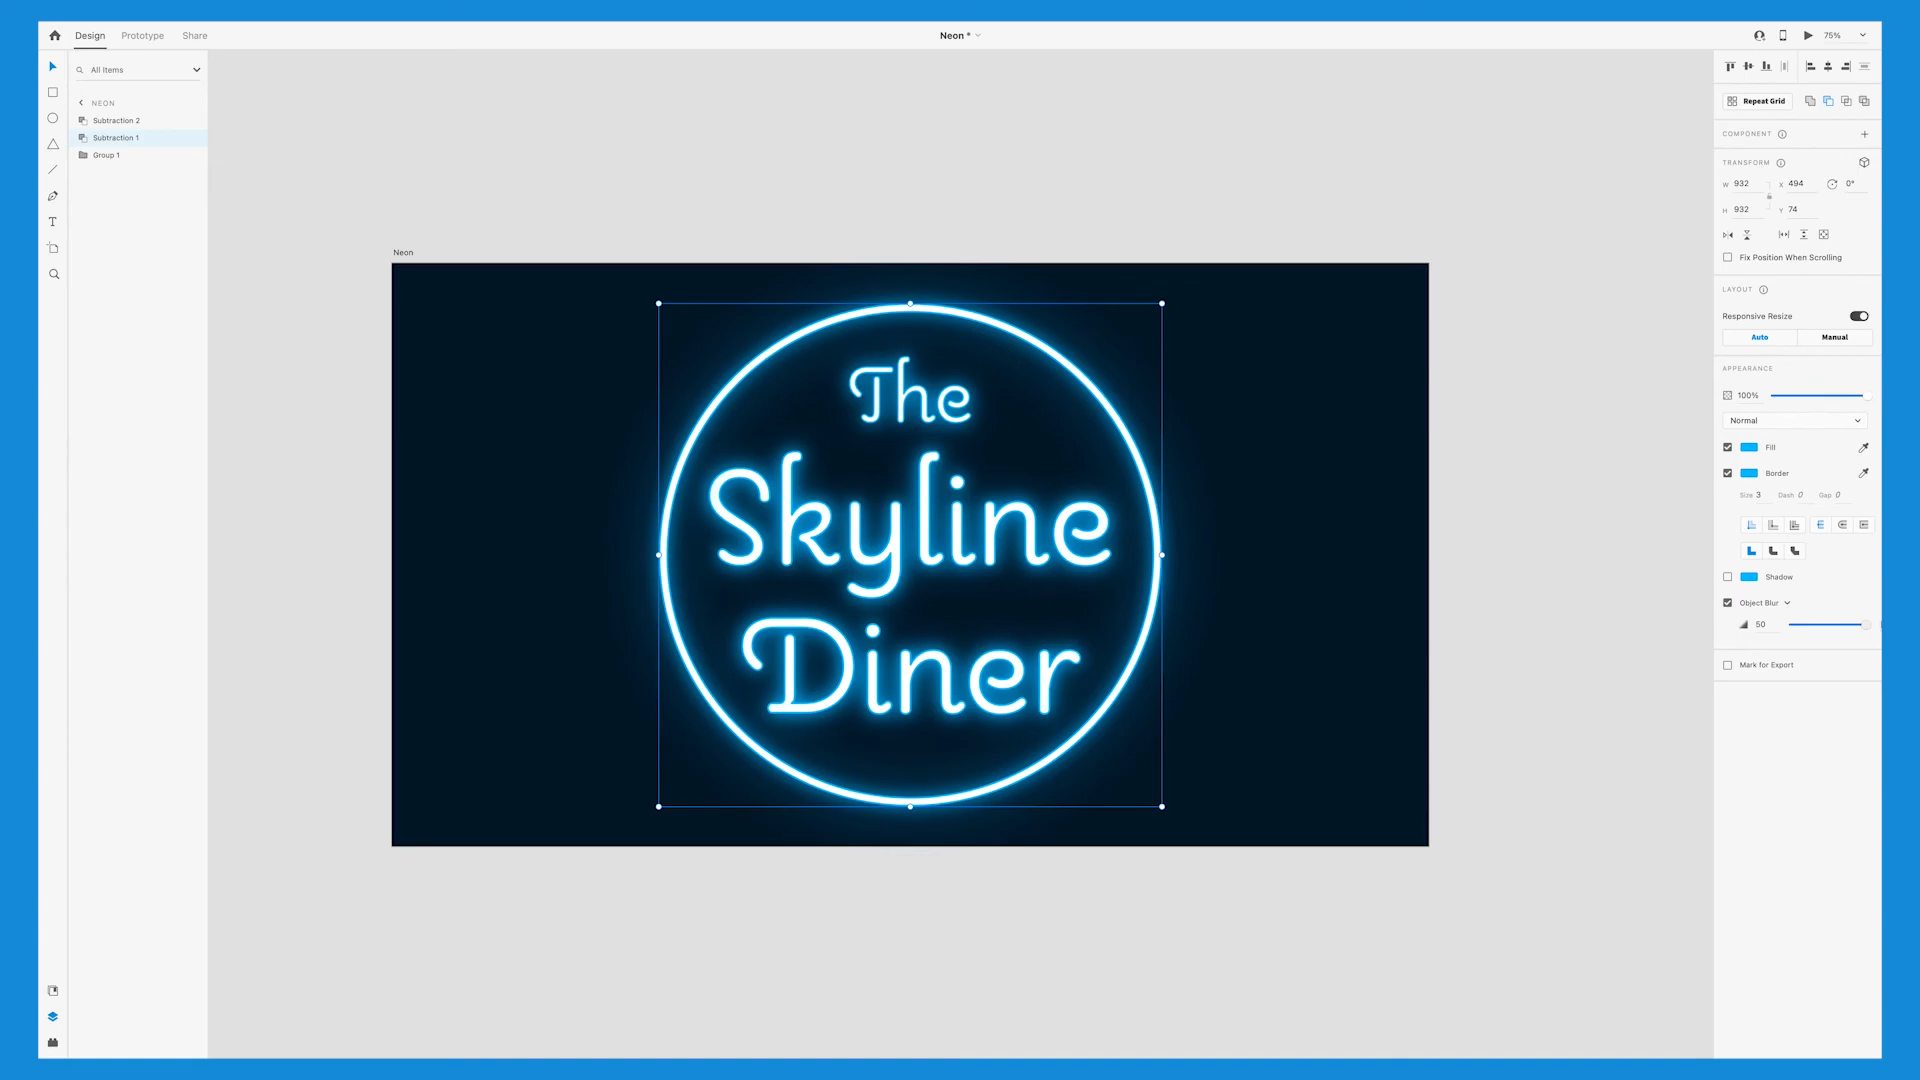 Design Prototype Share
Neon *
75%
All Items
NEON
Subtraction 2
Subtraction 1
Group 1
Neon
The
Skyline
Diner
Repeat Grid
COMPONENT
TRANSFORM
W 932 X 494 0°
H 932 Y 74
Fix Position When Scrolling
LAYOUT
Responsive Resize
Auto Manual
APPEARANCE
100%
Normal
Fill
Border
Size 3 Dash 0 Gap 0
Shadow
Object Blur
50
Mark for Export